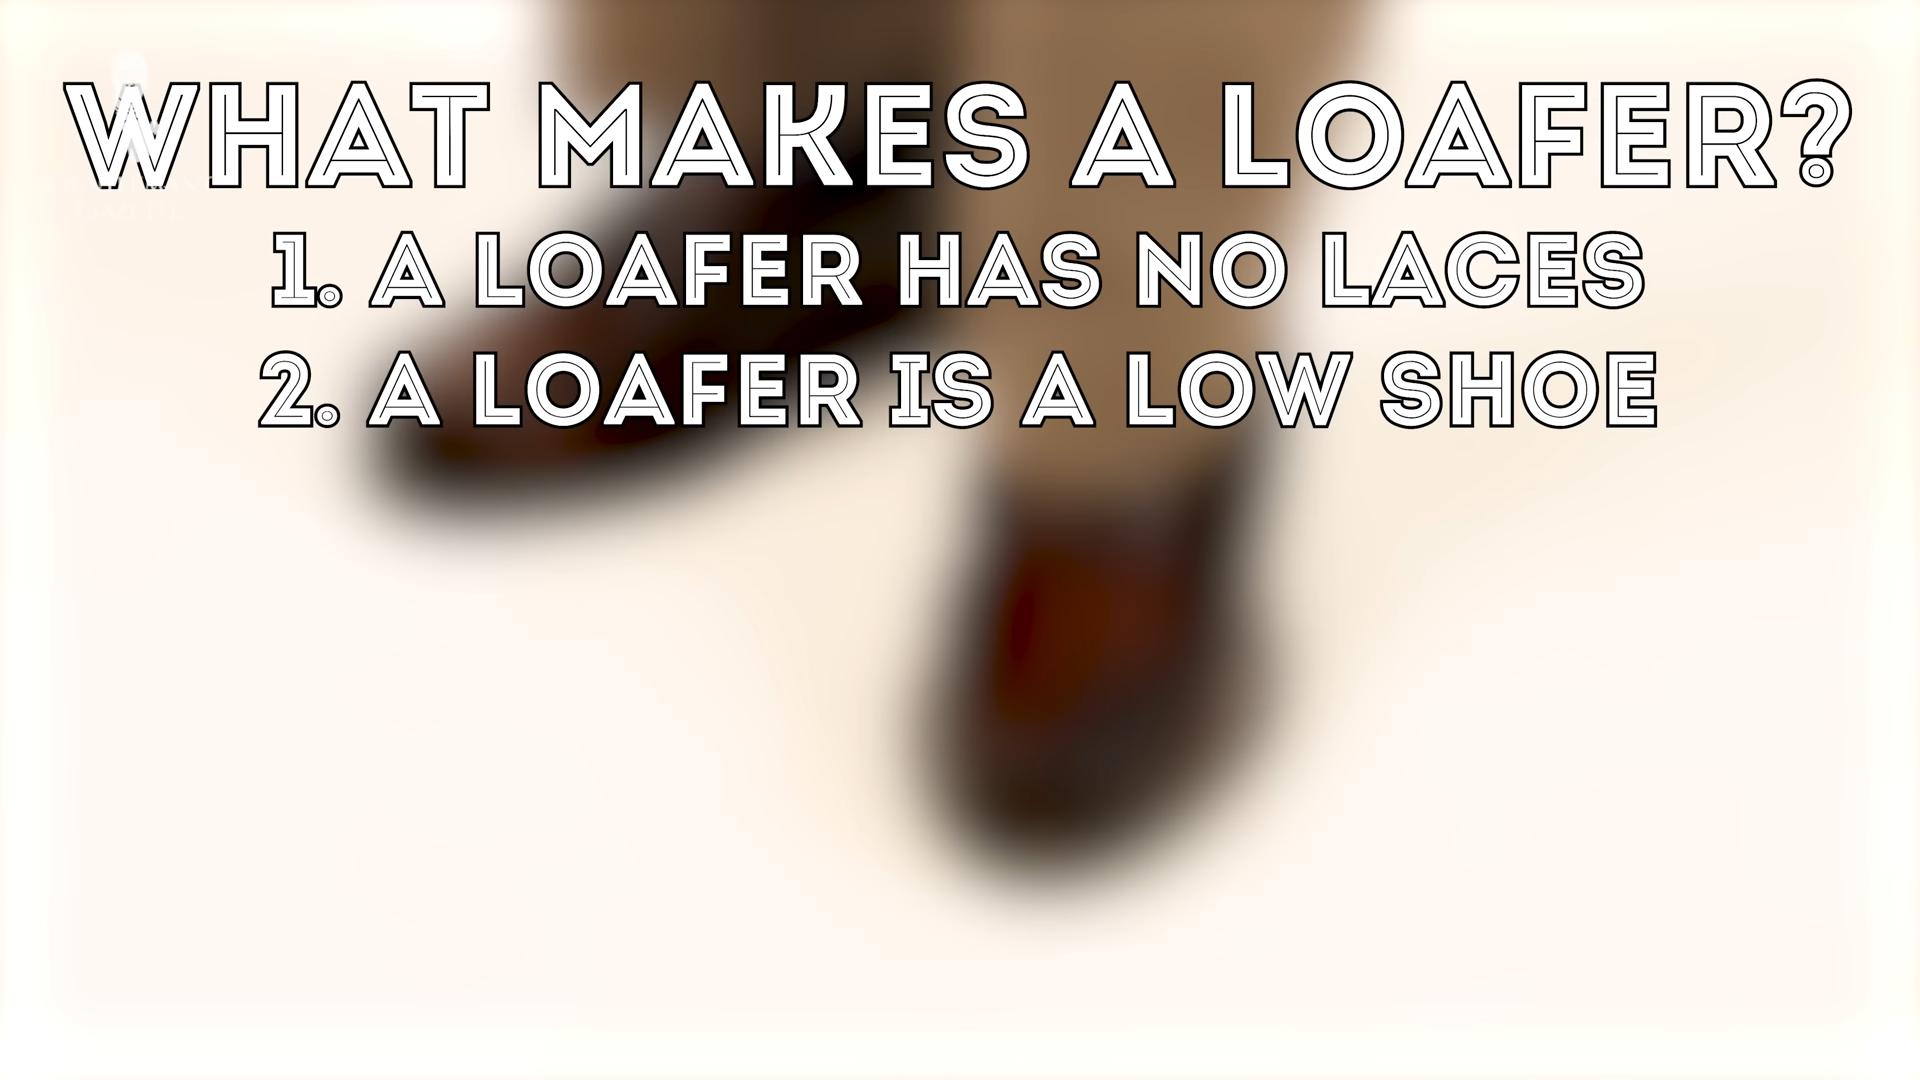 WHAT MAKES A LOAFER?
1. A LOAFER HAS NO LACES
2. A LOAFER IS A LOW SHOE